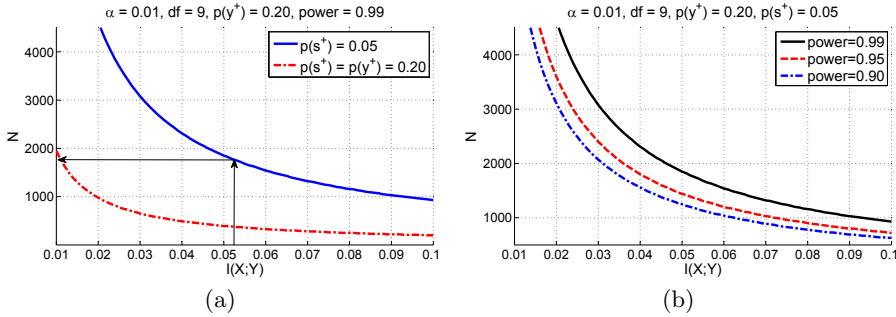 α = 0.01, df = 9, p(y⁺) = 0.20, power = 0.99
p(s⁺) = 0.05
p(s⁺) = p(y⁺) = 0.20
4000
3000
2000
1000
N
0.01 0.02 0.03 0.04 0.05 0.06 0.07 0.08 0.09 0.1
I(X;Y)
(a)
α = 0.01, df = 9, p(y⁺) = 0.20, p(s⁺) = 0.05
power=0.99
power=0.95
power=0.90
4000
3000
2000
1000
N
0.01 0.02 0.03 0.04 0.05 0.06 0.07 0.08 0.09 0.1
I(X;Y)
(b)